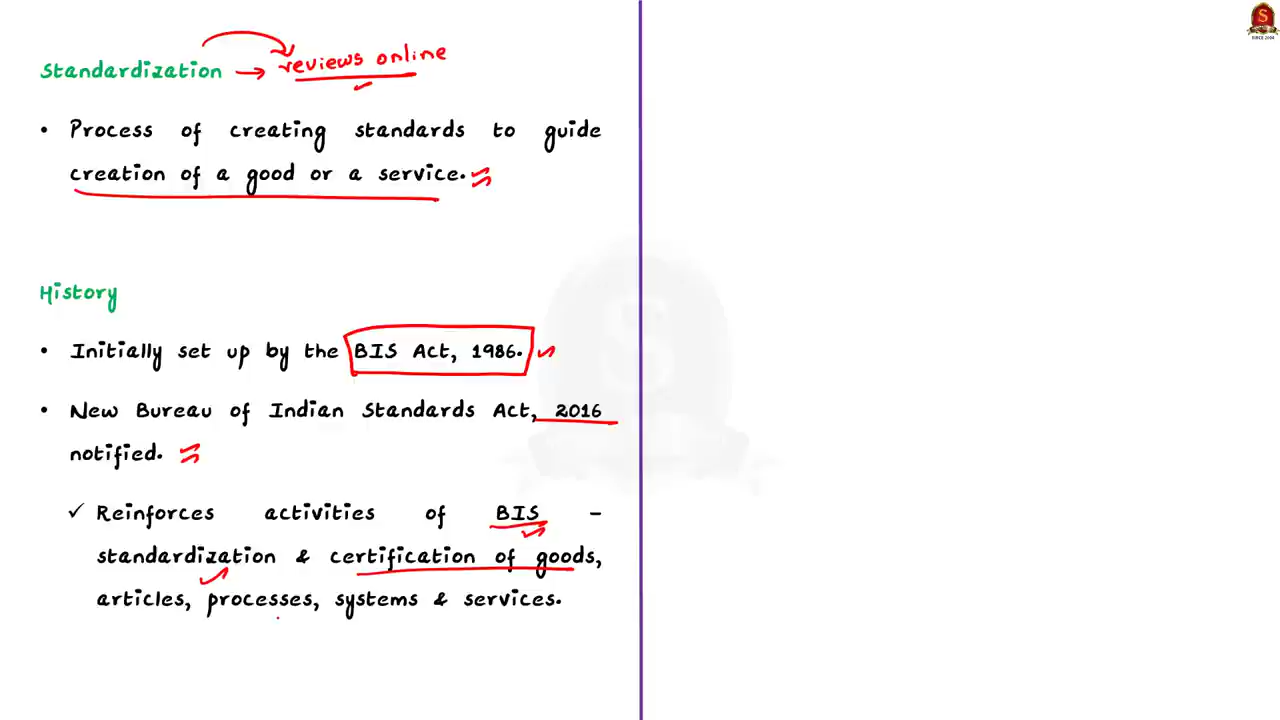 Standardization → reviews online
• Process of creating standards to guide
creation of a good or a service.
History
• Initially set up by the BIS Act, 1986.
• New Bureau of Indian Standards Act, 2016
notified.
✓ Reinforces activities of BIS –
standardization & certification of goods,
articles, processes, systems & services.
S
SINCE 2004